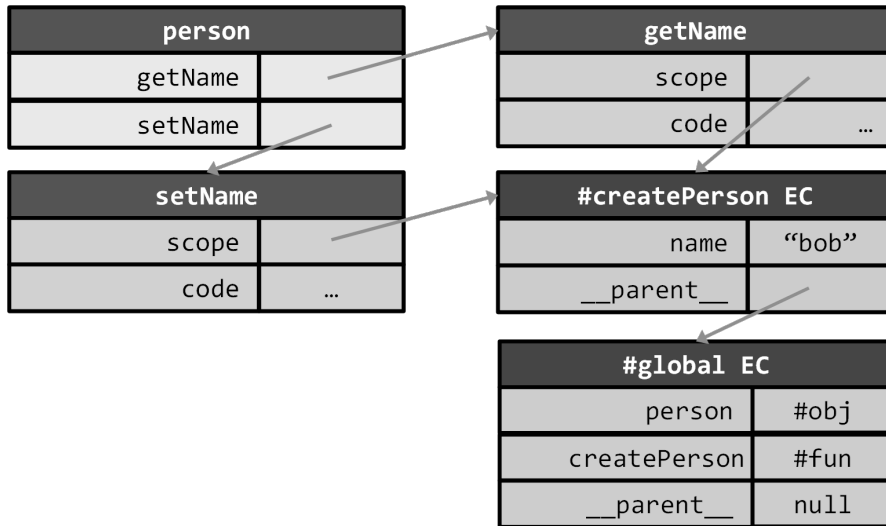 person
getName
setName
getName
scope
code …
setName
scope
code …
#createPerson EC
name “bob”
__parent__
#global EC
person #obj
createPerson #fun
__parent__ null